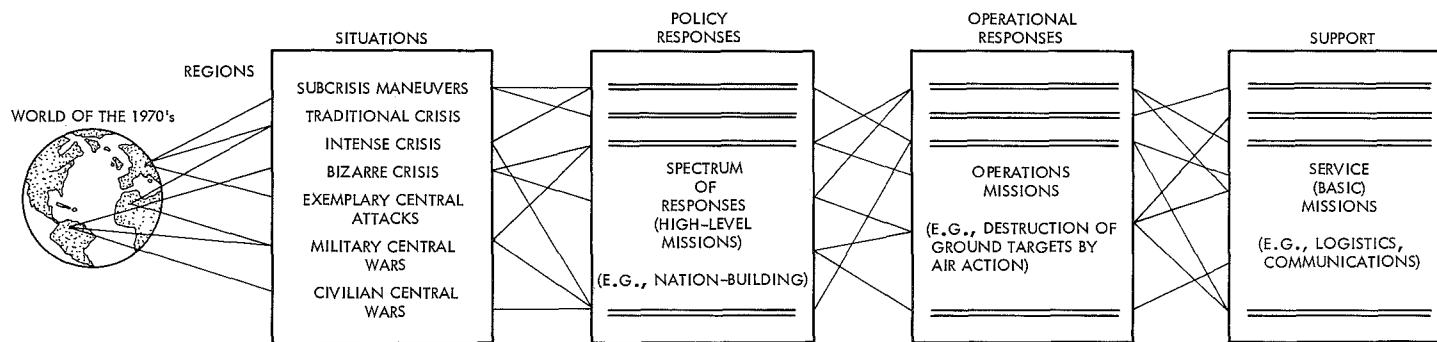 WORLD OF THE 1970's
REGIONS
SITUATIONS
SUBCRISIS MANEUVERS
TRADITIONAL CRISIS
INTENSE CRISIS
BIZARRE CRISIS
EXEMPLARY CENTRAL
ATTACKS
MILITARY CENTRAL
WARS
CIVILIAN CENTRAL
WARS
POLICY
RESPONSES
SPECTRUM
OF
RESPONSES
(HIGH-LEVEL
MISSIONS)
(E.G., NATION-BUILDING)
OPERATIONAL
RESPONSES
OPERATIONS
MISSIONS
(E.G., DESTRUCTION OF
GROUND TARGETS BY
AIR ACTION)
SUPPORT
SERVICE
(BASIC)
MISSIONS
(E.G., LOGISTICS,
COMMUNICATIONS)